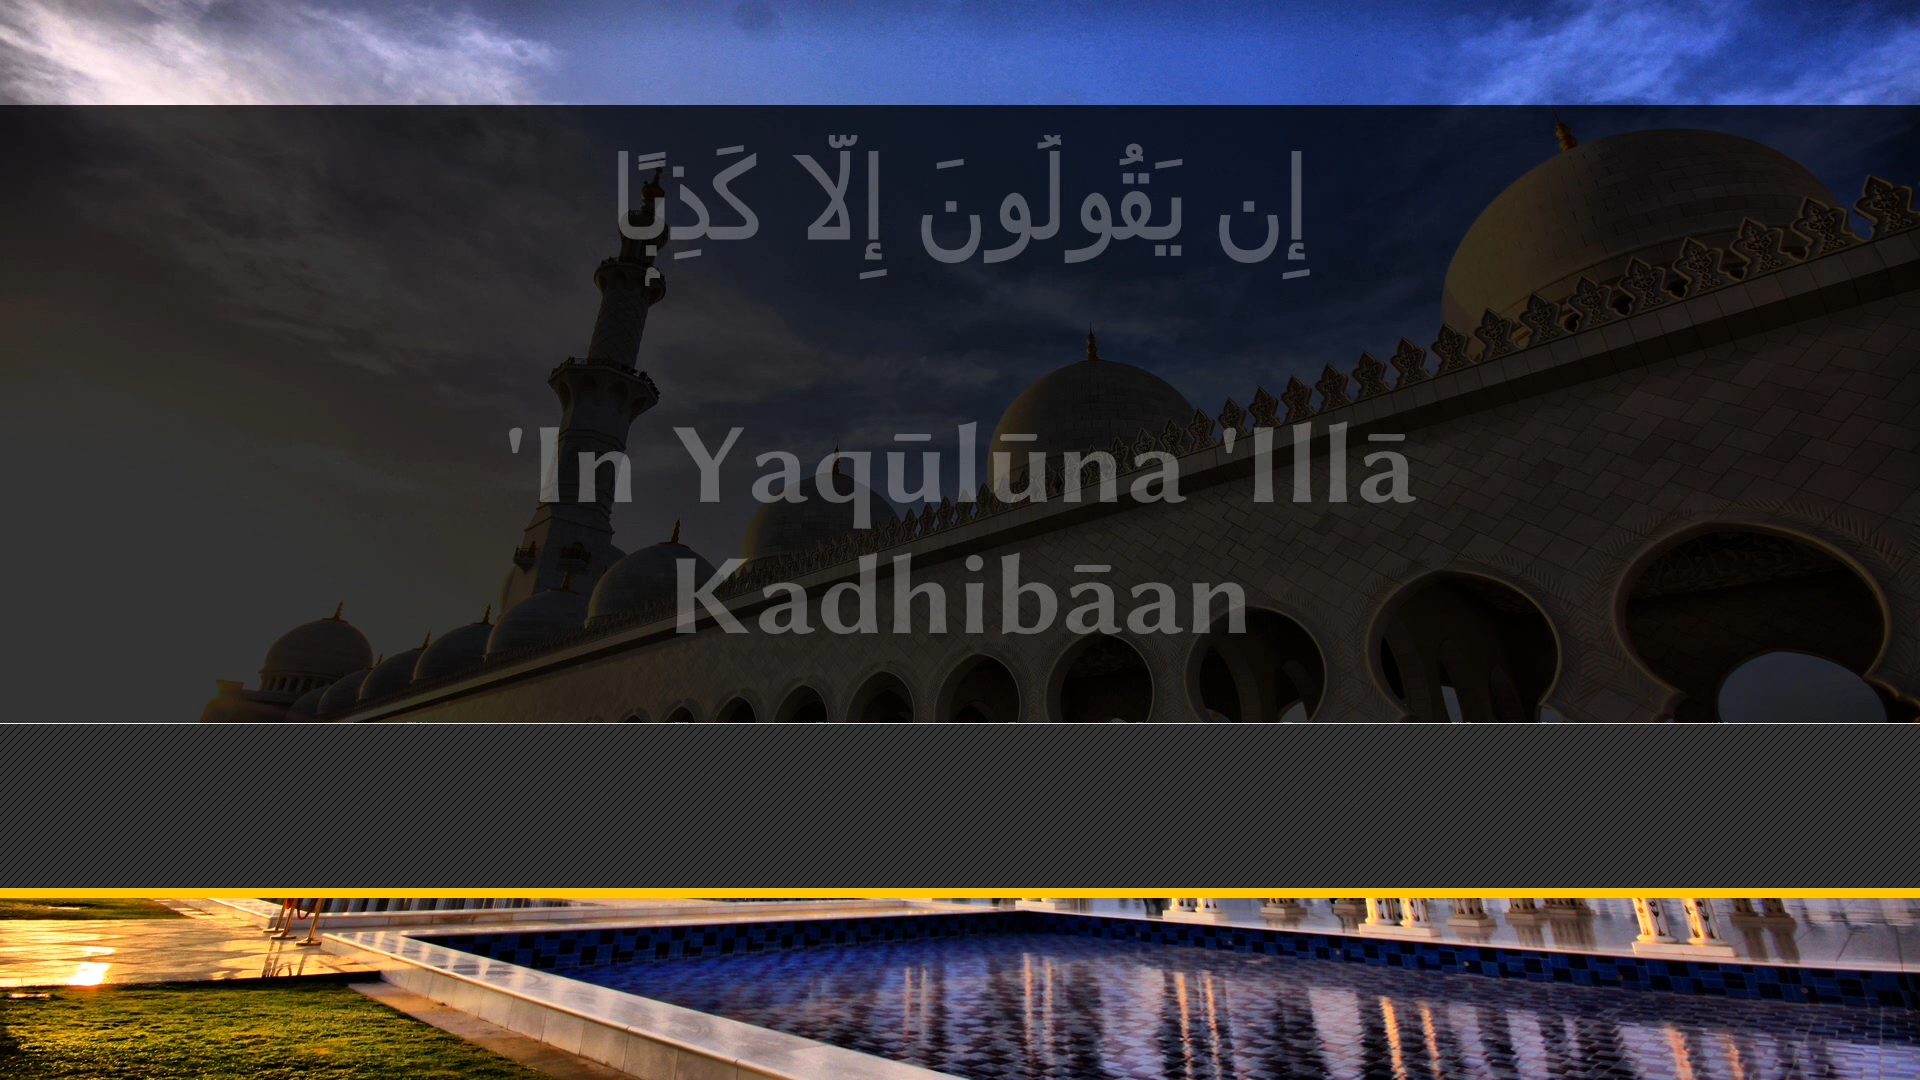 إِن يَقُولُونَ إِلَّا كَذِبًا
'In Yaqūlūna 'Illā
Kadhibāan